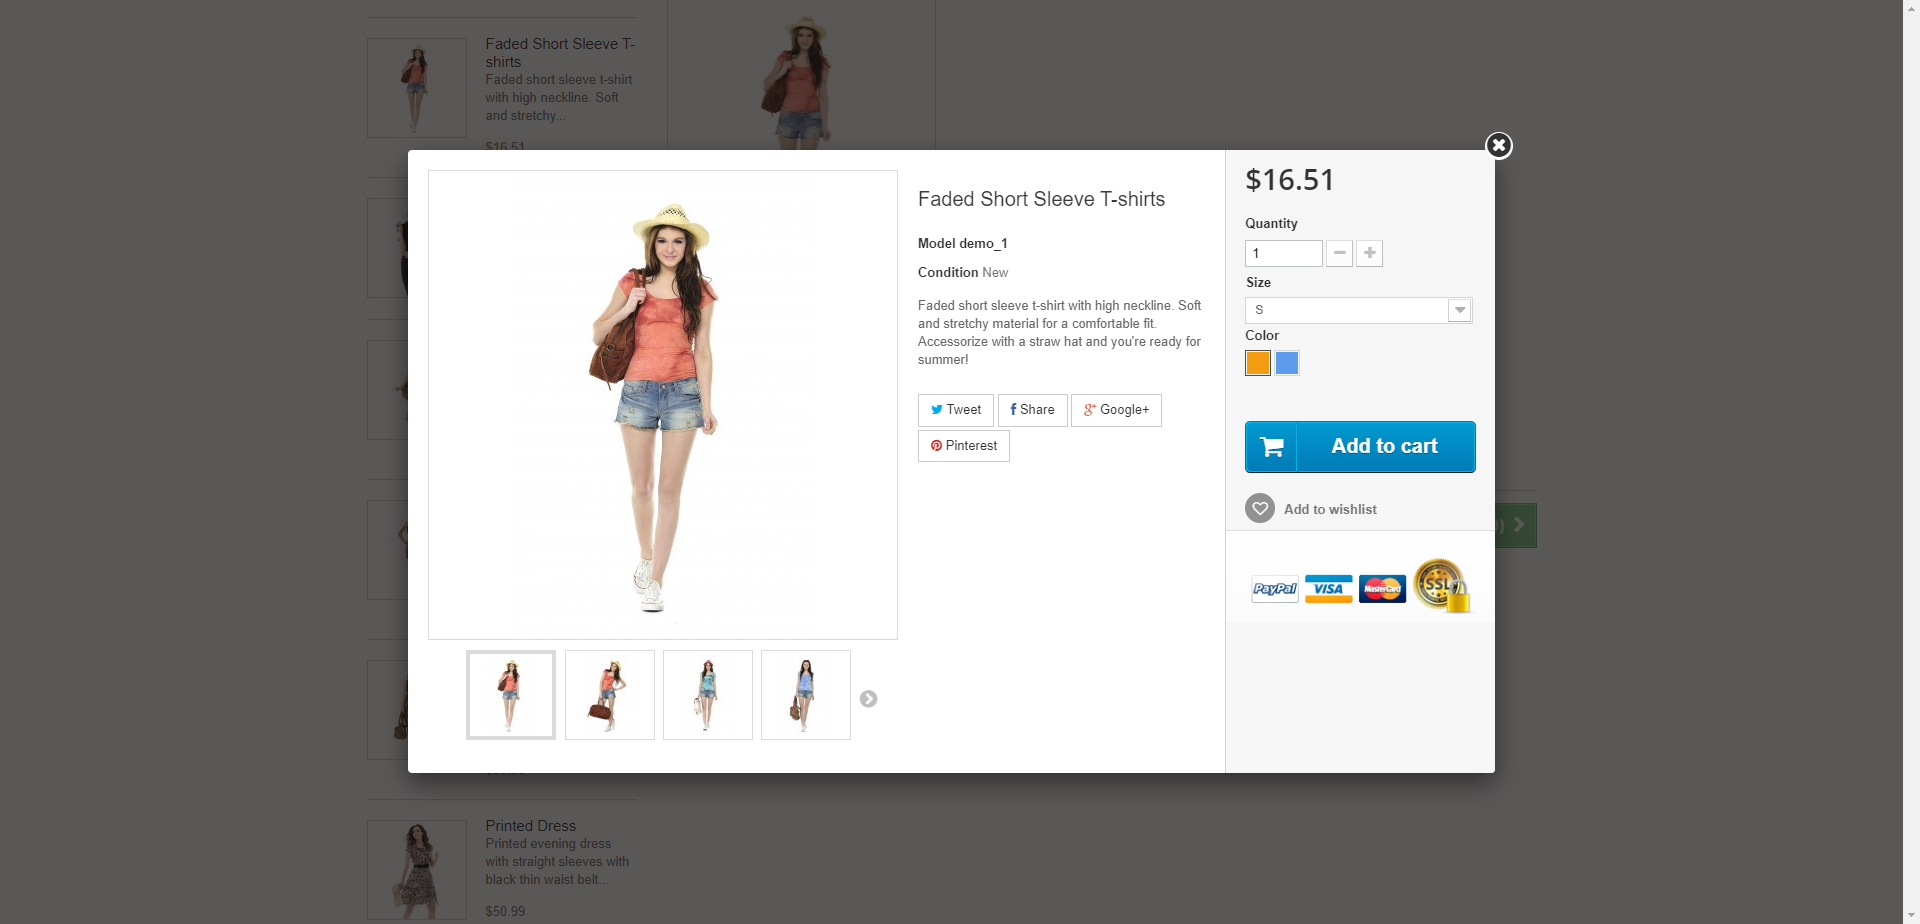 Faded Short Sleeve T-
shirts
Faded short sleeve t-shirt
with high neckline. Soft
and stretchy...
$16.51
Faded Short Sleeve T-shirts
Model demo_1
Condition New
Faded short sleeve t-shirt with high neckline. Soft
and stretchy material for a comfortable fit.
Accessorize with a straw hat and you're ready for
summer!
Tweet
Share
Google+
Pinterest
$16.51
Quantity
1
Size
S
Color
Add to cart
Add to wishlist
PayPal
VISA
MasterCard
SSL
Printed Dress
Printed evening dress
with straight sleeves with
black thin waist belt...
$50.99